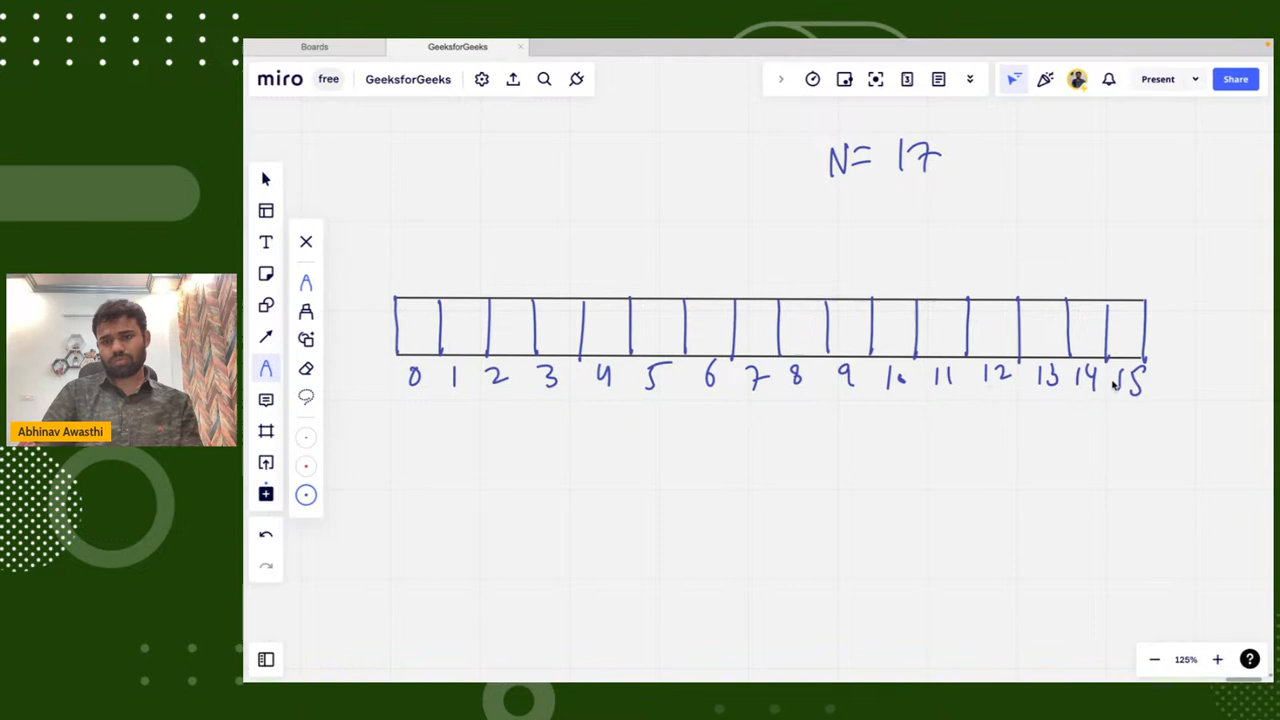 Boards GeeksforGeeks
miro free GeeksforGeeks 3 Present Share
N= 17
0 1 2 3 4 5 6 7 8 9 10 11 12 13 14 15
Abhinav Awasthi
125% ?